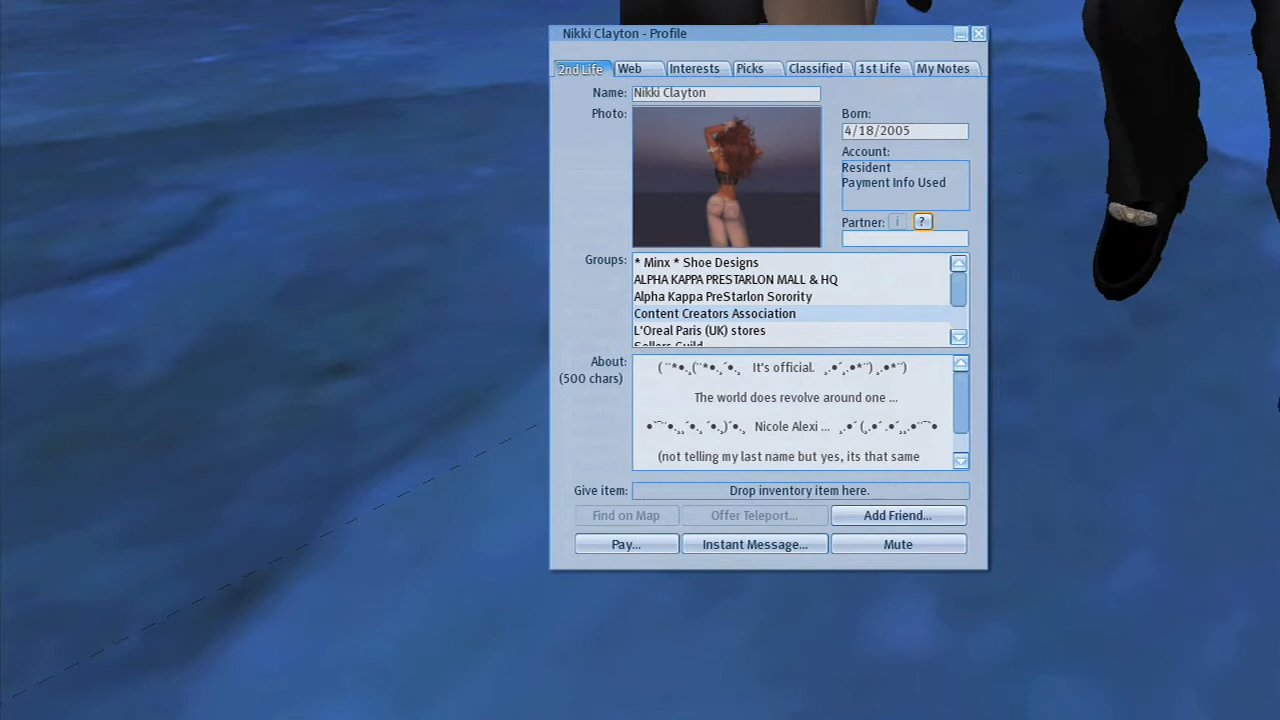 Nikki Clayton - Profile
2nd Life Web Interests Picks Classified 1st Life My Notes
Name: Nikki Clayton
Photo:
Born:
4/18/2005
Account:
Resident
Payment Info Used
Partner: i ?
Groups:
* Minx * Shoe Designs
ALPHA KAPPA PRESTARLON MALL & HQ
Alpha Kappa PreStarlon Sorority
Content Creators Association
L'Oreal Paris (UK) stores
Sellers Guild
About:
(500 chars)
(¨*•.¸(¨*•.¸´•.¸ It's official. ¸.•´¸.•*¨)¸.•*¨)
The world does revolve around one ...
•`¯¨•.¸¸´•.¸´•.¸)´•.¸ Nicole Alexi ... ¸.•´(¸.•´.•´¸¸.•¨¯`•
(not telling my last name but yes, its that same
Give item: Drop inventory item here.
Find on Map Offer Teleport... Add Friend...
Pay... Instant Message... Mute